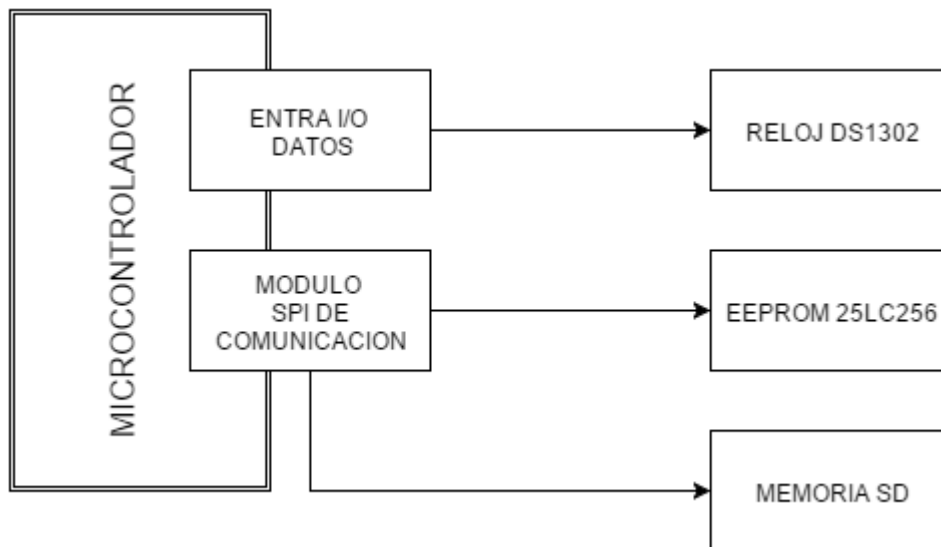 MICROCONTROLADOR
ENTRA I/O
DATOS
RELOJ DS1302
MODULO
SPI DE
COMUNICACION
EEPROM 25LC256
MEMORIA SD